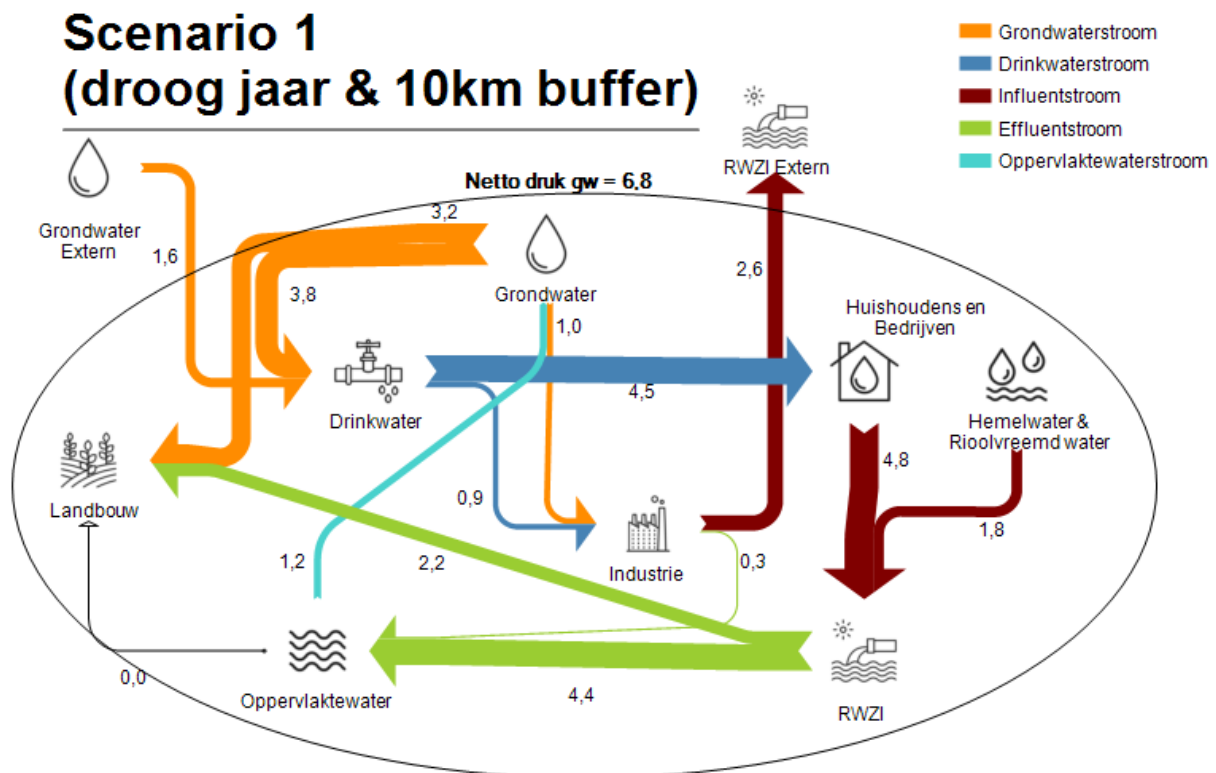 Scenario 1
(droog jaar & 10km buffer)
Grondwaterstroom
Drinkwaterstroom
Influentstroom
Effluentstroom
Oppervlaktewaterstroom
RWZI Extern
Netto druk gw = 6,8
Grondwater
Extern
1,6
3,2
3,8
Grondwater
1,0
2,6
Huishoudens en
Bedrijven
4,5
Drinkwater
Hemelwater &
Rioolvreemd water
4,8
1,8
Landbouw
0,9
Industrie
0,3
1,2
2,2
0,0
Oppervlaktewater
4,4
RWZI